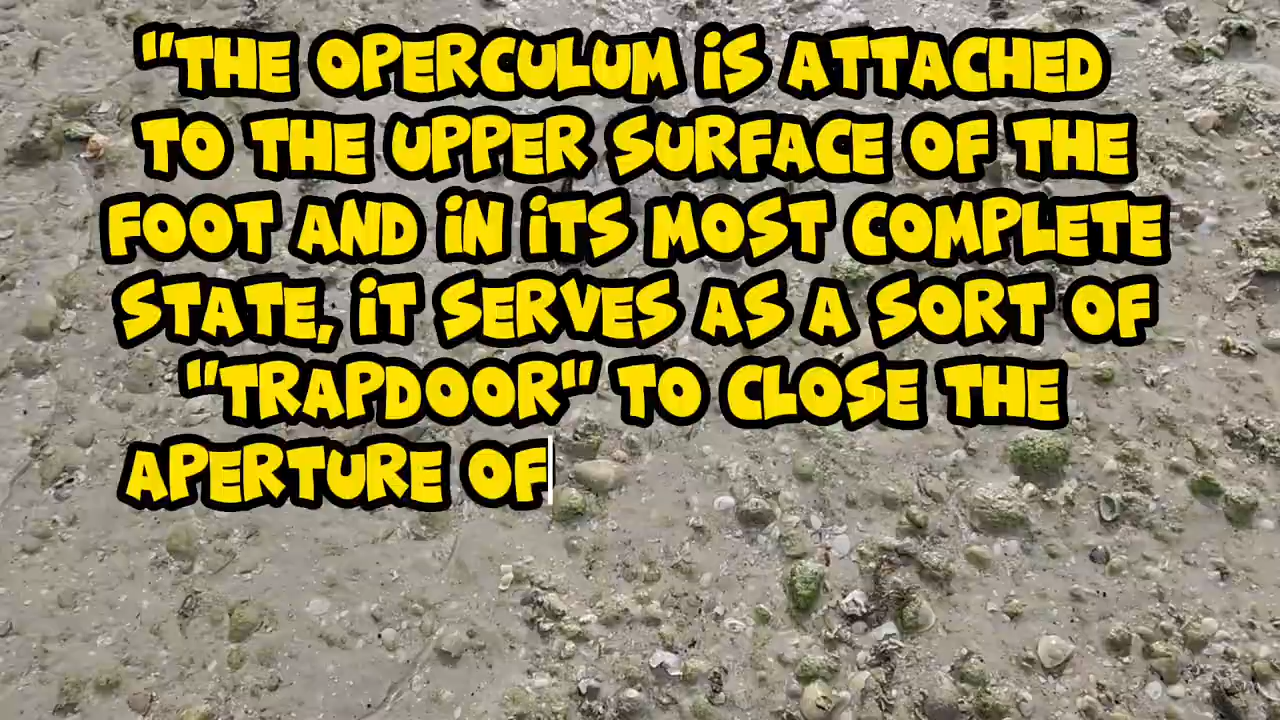 "THE OPERCULUM iS ATTACHED
TO THE UPPER SURFACE OF THE
FOOT AND iN iTS MOST COMPLETE
STATE, iT SERVES AS A SORT OF
"TRAPDOOR" TO CLOSE THE
APERTURE OF